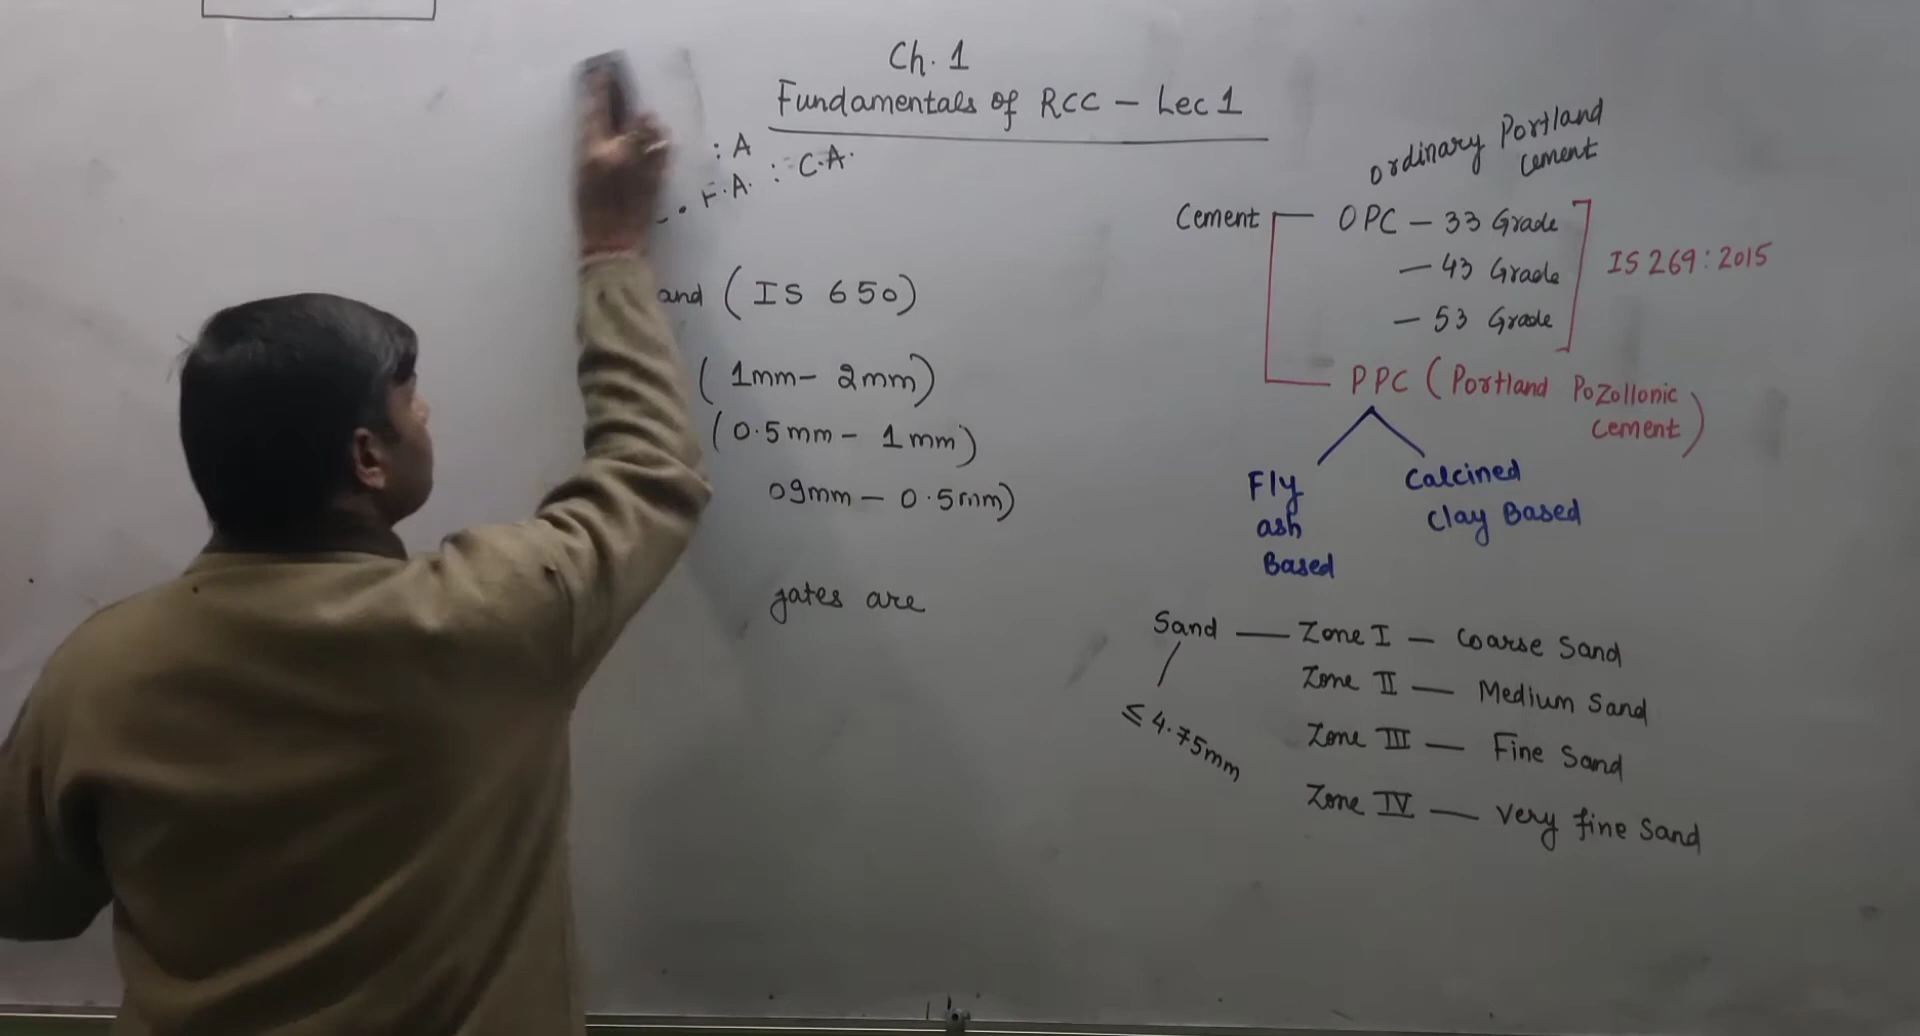 Ch. 1
Fundamentals of RCC - Lec 1
: A
F.A. : C.A.
and (IS 650)
(1mm - 2mm)
(0.5mm - 1mm)
09mm - 0.5mm)
gates are
Ordinary Portland
Cement
Cement OPC - 33 Grade
- 43 Grade
- 53 Grade
IS 269:2015
PPC (Portland Pozollonic
Cement)
Fly
ash
Based
Calcined
Clay Based
Sand — Zone I — Coarse Sand
Zone II — Medium Sand
Zone III — Fine Sand
Zone IV — Very fine Sand
≤ 4.75mm